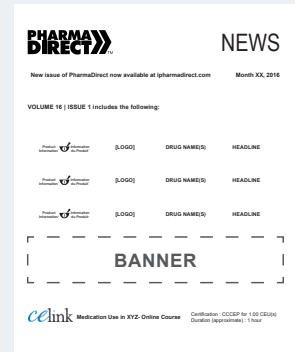 PHARMA
DIRECT
TM
NEWS
New issue of PharmaDirect now available at ipharmadirect.com Month XX, 2016
VOLUME 16 | ISSUE 1 includes the following:
Product Information Information du Produit [LOGO] DRUG NAME(S) HEADLINE
Product Information Information du Produit [LOGO] DRUG NAME(S) HEADLINE
Product Information Information du Produit [LOGO] DRUG NAME(S) HEADLINE
BANNER
celink Medication Use in XYZ- Online Course Certification : CCCEP for 1.00 CEU(s)
Duration (approximate) : 1 hour